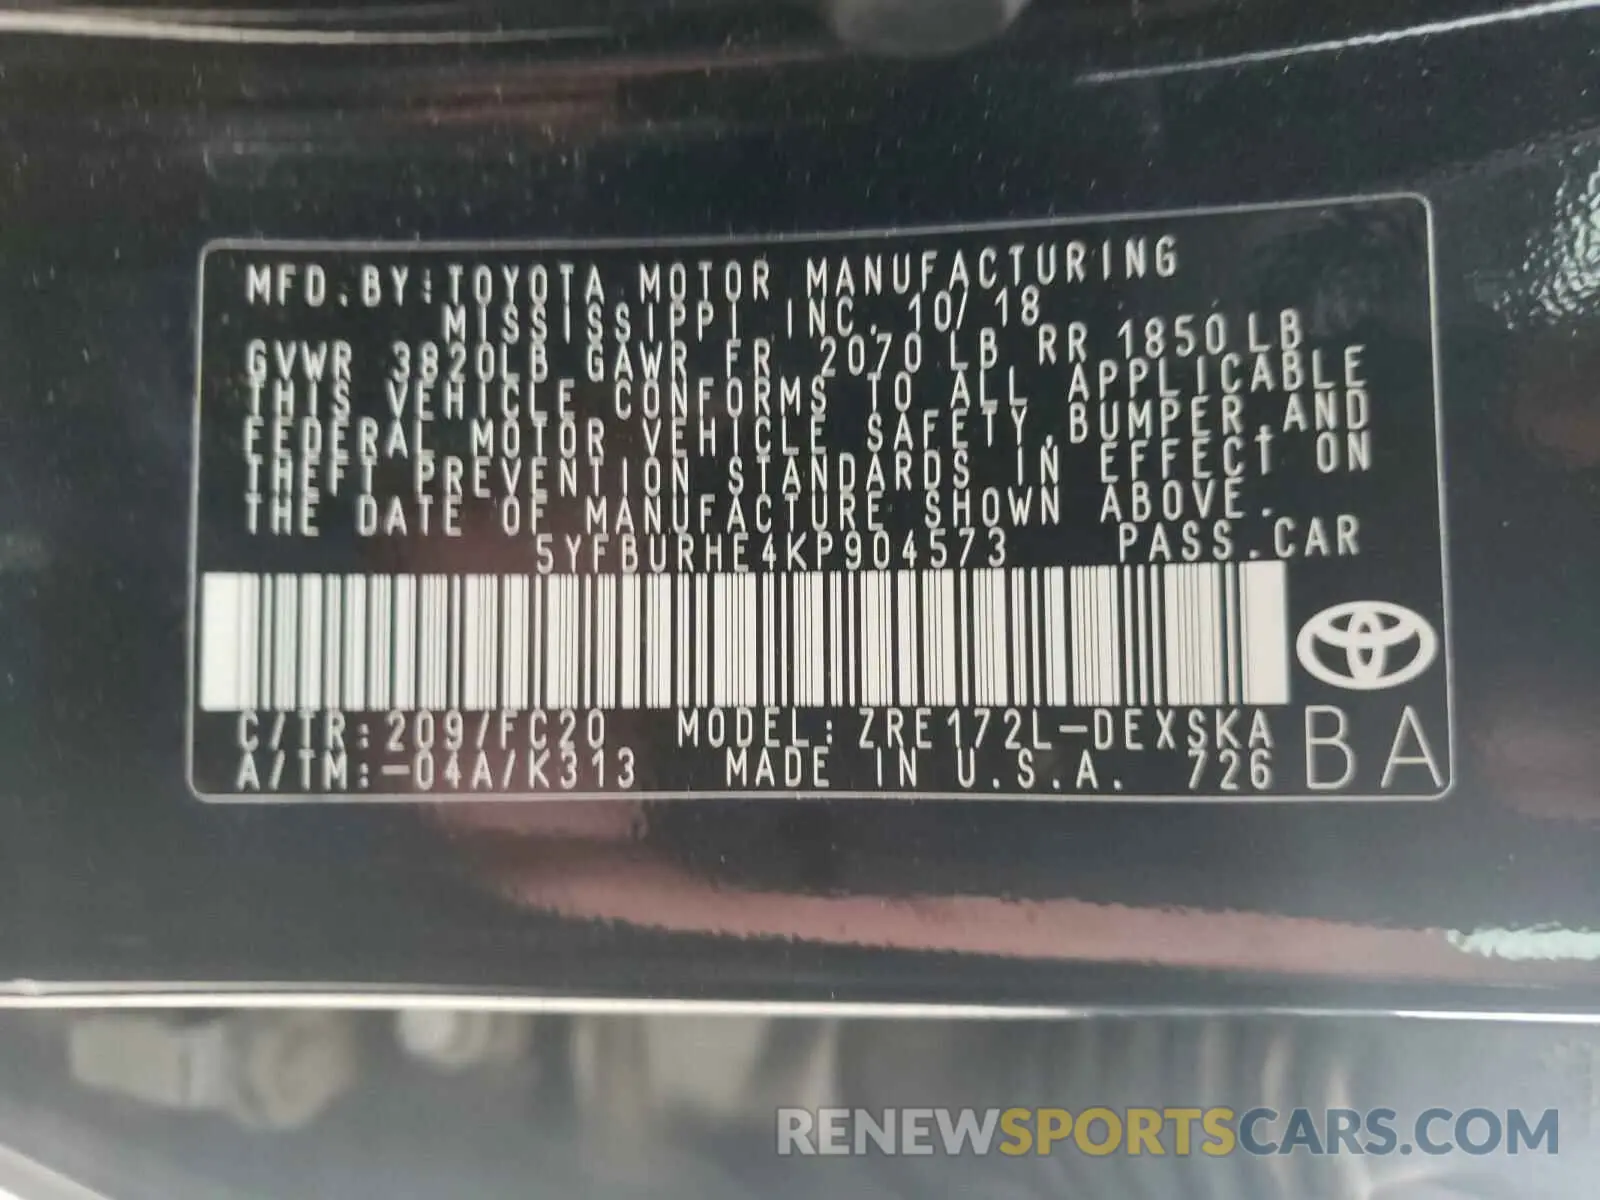 MFD.BY:TOYOTA MOTOR MANUFACTURING
MISSISSIPPI INC. 10/18
GVWR 3820LB GAWR FR 2070LB RR 1850LB
THIS VEHICLE CONFORMS TO ALL APPLICABLE
FEDERAL MOTOR VEHICLE SAFETY,BUMPER,AND
THEFT PREVENTION STANDARDS IN EFFECT ON
THE DATE OF MANUFACTURE SHOWN ABOVE.
5YFBURHE4KP904573 PASS.CAR
C/TR:209/FC20 MODEL:ZRE172L-DEXSKA
A/TM:-04A/K313 MADE IN U.S.A. 726
BA
RENEWSPORTSCARS.COM